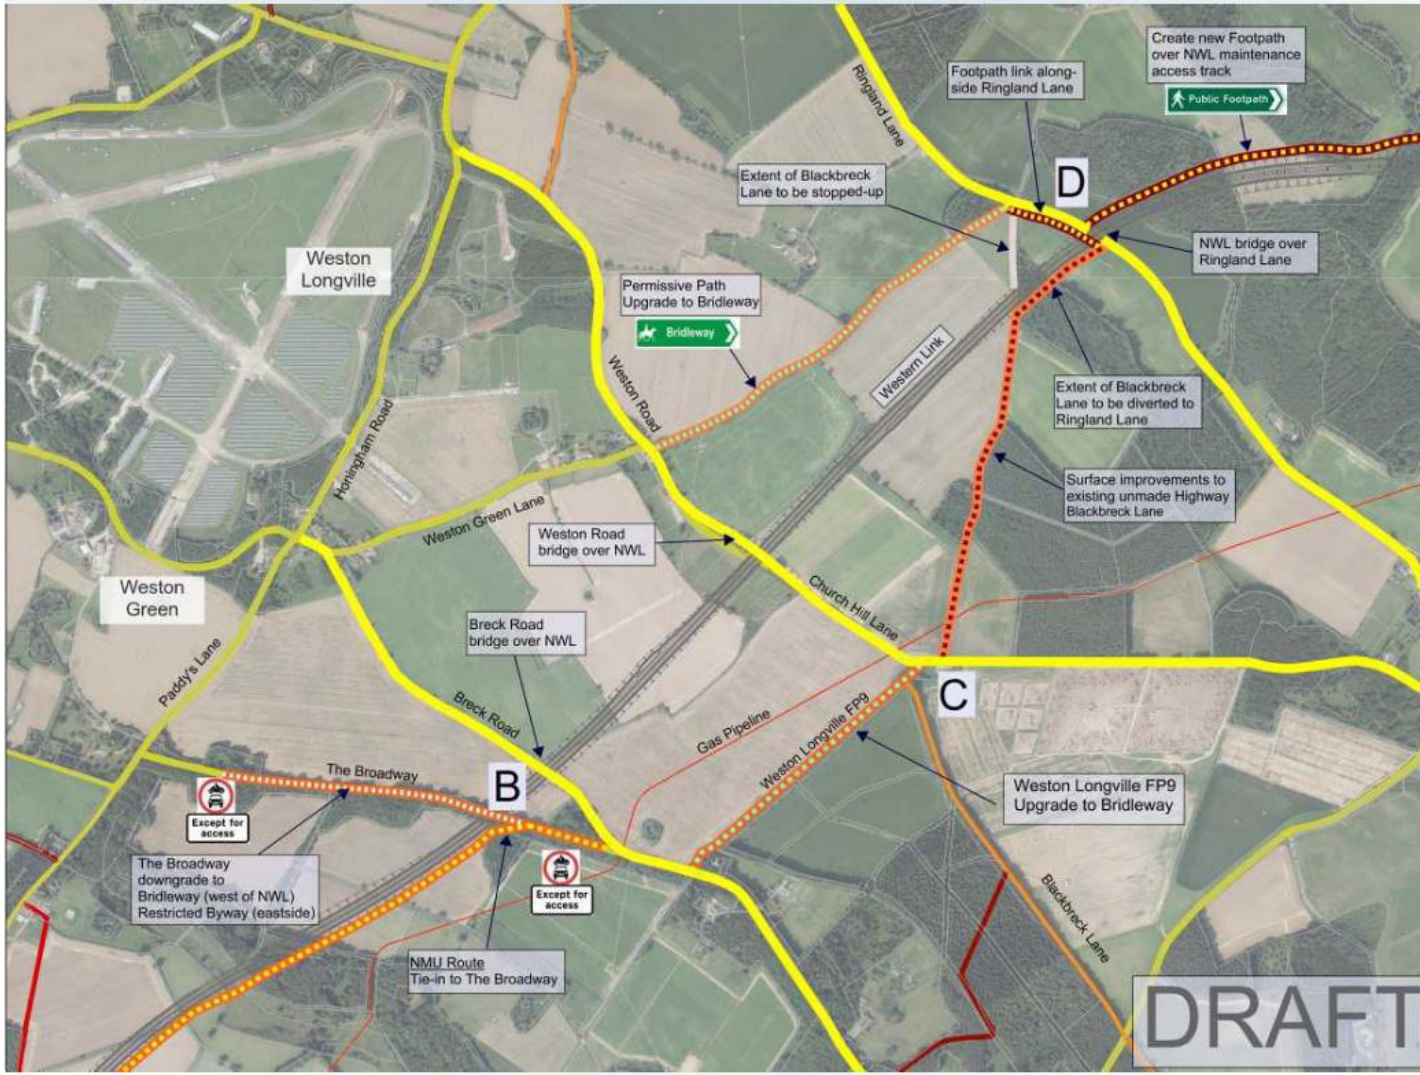 Create new Footpath
over NWL maintenance
access track
Public Footpath
Footpath link along-
side Ringland Lane
Ringland Lane
Extent of Blackbreck
Lane to be stopped-up
D
NWL bridge over
Ringland Lane
Weston
Longville
Permissive Path
Upgrade to Bridleway
Bridleway
Western Link
Weston Road
Extent of Blackbreck
Lane to be diverted to
Ringland Lane
Honingham Road
Surface improvements to
existing unmade Highway
Blackbreck Lane
Weston Green Lane
Weston Road
bridge over NWL
Weston
Green
Church Hill Lane
Breck Road
bridge over NWL
Paddy's Lane
C
Breck Road
Gas Pipeline
Weston Longville FP9
The Broadway
B
Weston Longville FP9
Upgrade to Bridleway
Except for
access
The Broadway
downgrade to
Bridleway (west of NWL)
Restricted Byway (eastside)
Except for
access
Blackbreck Lane
NMU Route
Tie-in to The Broadway
DRAFT